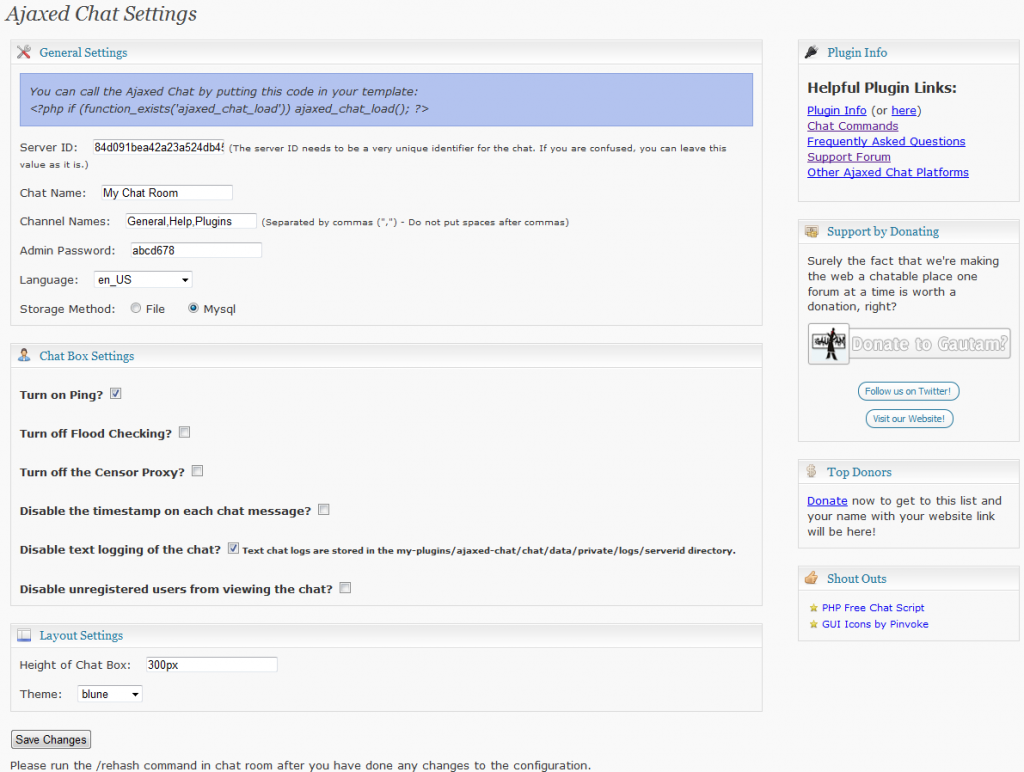 Ajaxed Chat Settings
General Settings
You can call the Ajaxed Chat by putting this code in your template:
<?php if (function_exists('ajaxed_chat_load')) ajaxed_chat_load(); ?>
Server ID: 84d091bea42a23a524db4 (The server ID needs to be a very unique identifier for the chat. If you are confused, you can leave this
value as it is.)
Chat Name: My Chat Room
Channel Names: General,Help,Plugins (Separated by commas (",") - Do not put spaces after commas)
Admin Password: abcd678
Language: en_US
Storage Method: File Mysql
Chat Box Settings
Turn on Ping?
Turn off Flood Checking?
Turn off the Censor Proxy?
Disable the timestamp on each chat message?
Disable text logging of the chat? Text chat logs are stored in the my-plugins/ajaxed-chat/chat/data/private/logs/serverid directory.
Disable unregistered users from viewing the chat?
Layout Settings
Height of Chat Box: 300px
Theme: blune
Save Changes
Please run the /rehash command in chat room after you have done any changes to the configuration.
Plugin Info
Helpful Plugin Links:
Plugin Info (or here)
Chat Commands
Frequently Asked Questions
Support Forum
Other Ajaxed Chat Platforms
Support by Donating
Surely the fact that we're making
the web a chatable place one
forum at a time is worth a
donation, right?
GAUTAM
Donate to Gautam?
Follow us on Twitter!
Visit our Website!
Top Donors
Donate now to get to this list and
your name with your website link
will be here!
Shout Outs
PHP Free Chat Script
GUI Icons by Pinvoke